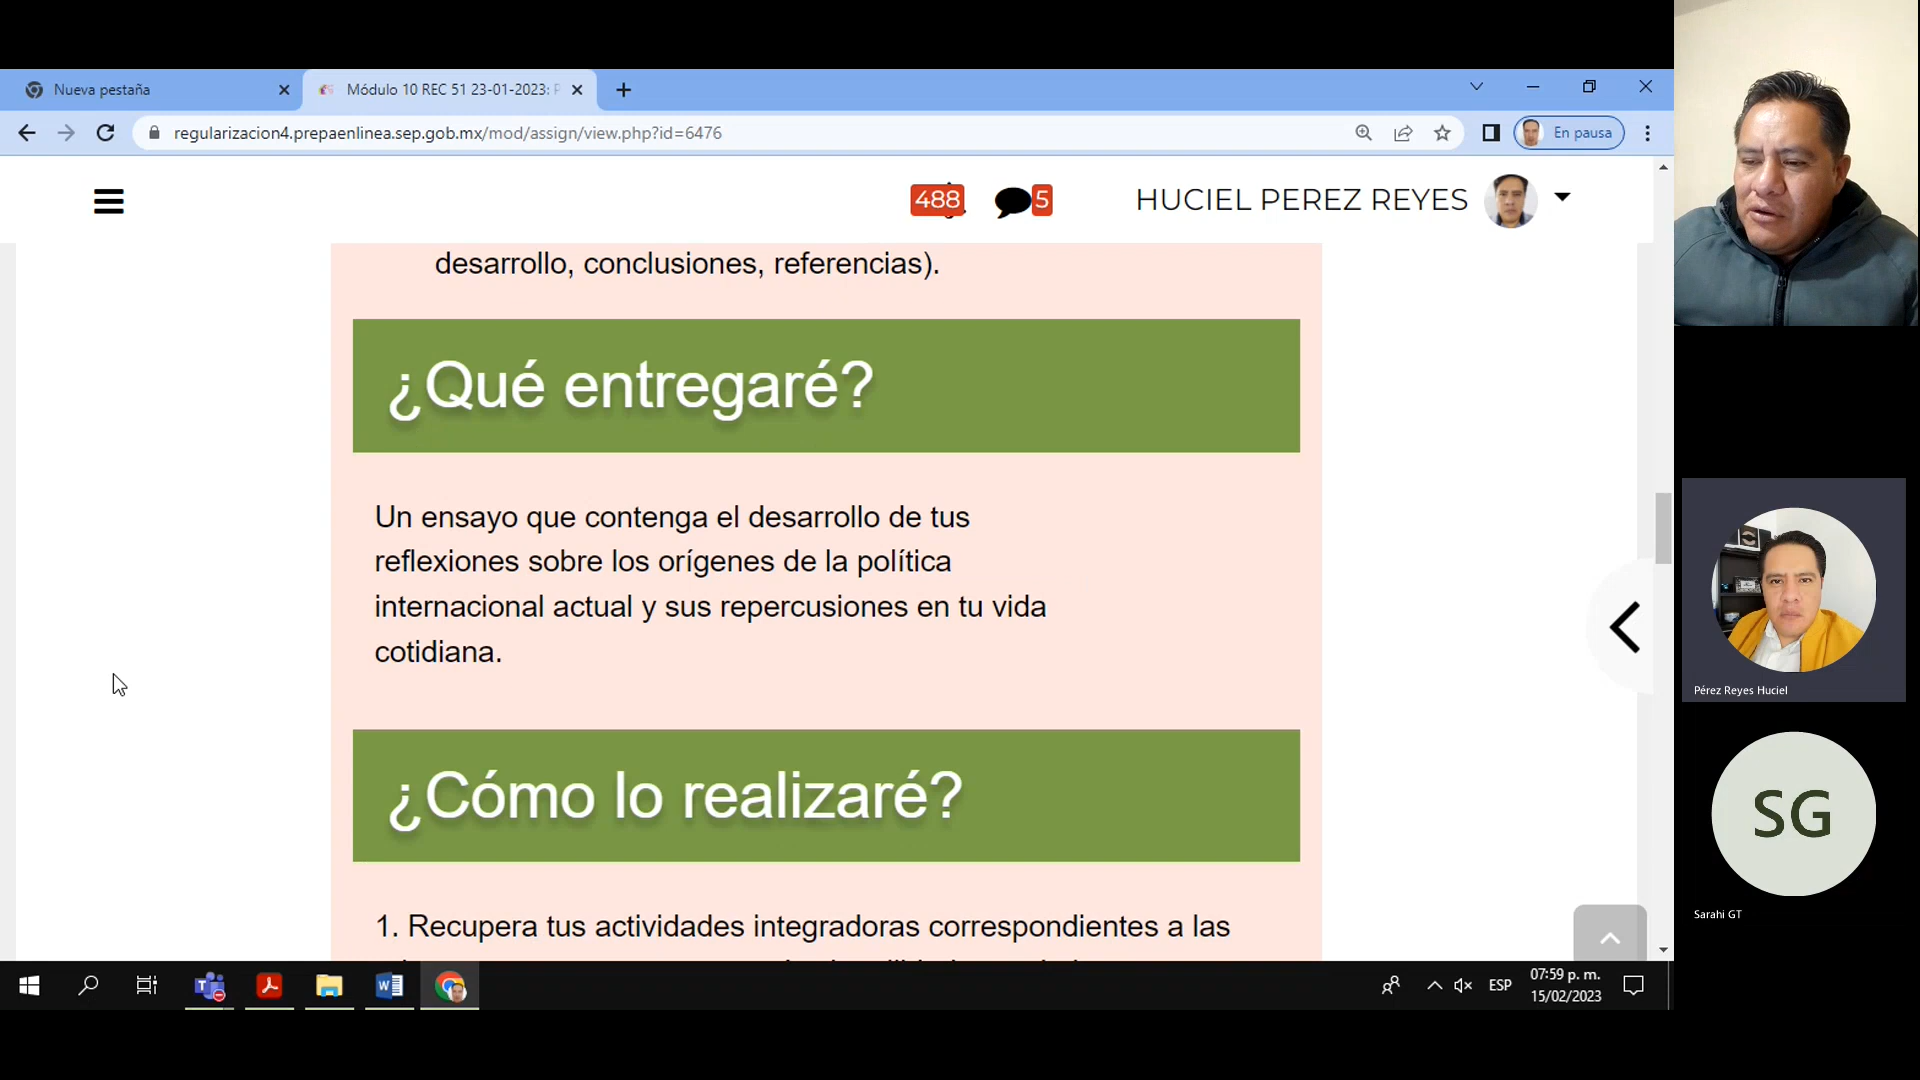 Nueva pestaña
Módulo 10 REC 51 23-01-2023: P
regularizacion4.prepaenlinea.sep.gob.mx/mod/assign/view.php?id=6476
En pausa
488
5
HUCIEL PEREZ REYES
desarrollo, conclusiones, referencias).
¿Qué entregaré?
Un ensayo que contenga el desarrollo de tus
reflexiones sobre los orígenes de la política
internacional actual y sus repercusiones en tu vida
cotidiana.
¿Cómo lo realizaré?
1. Recupera tus actividades integradoras correspondientes a las
Pérez Reyes Huciel
SG
Sarahi GT
ESP
07:59 p. m.
15/02/2023